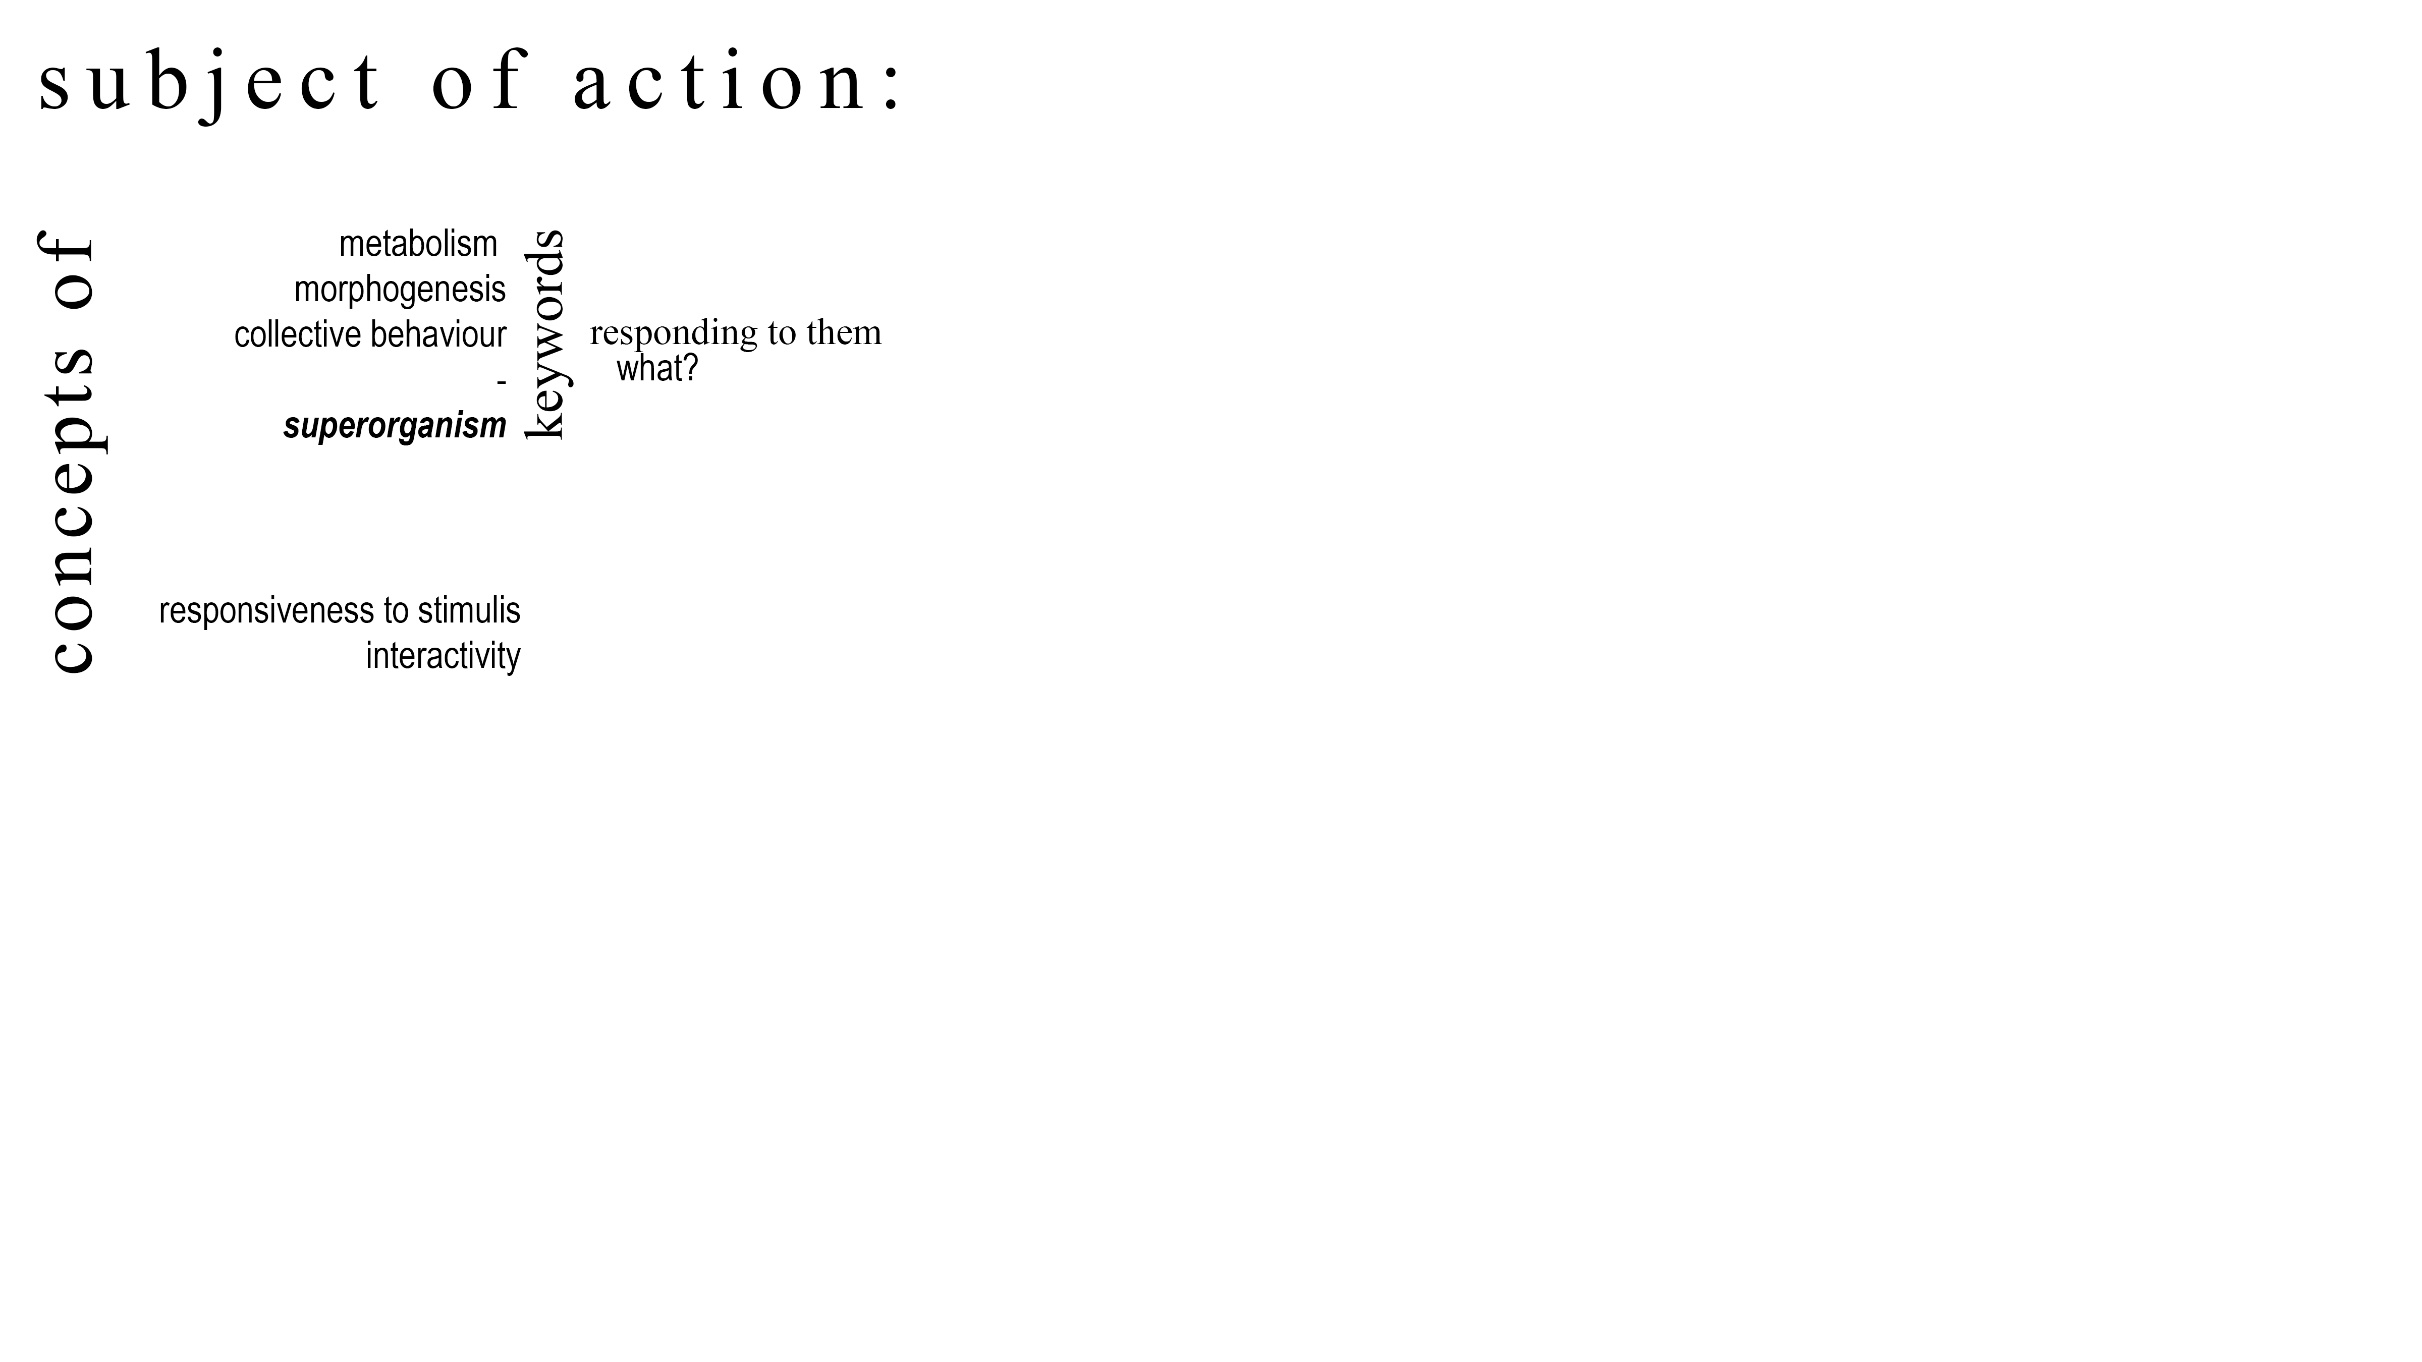 subject of action:
concepts of
metabolism
morphogenesis
collective behaviour
-
superorganism
keywords
responding to them
what?
responsiveness to stimulis
interactivity